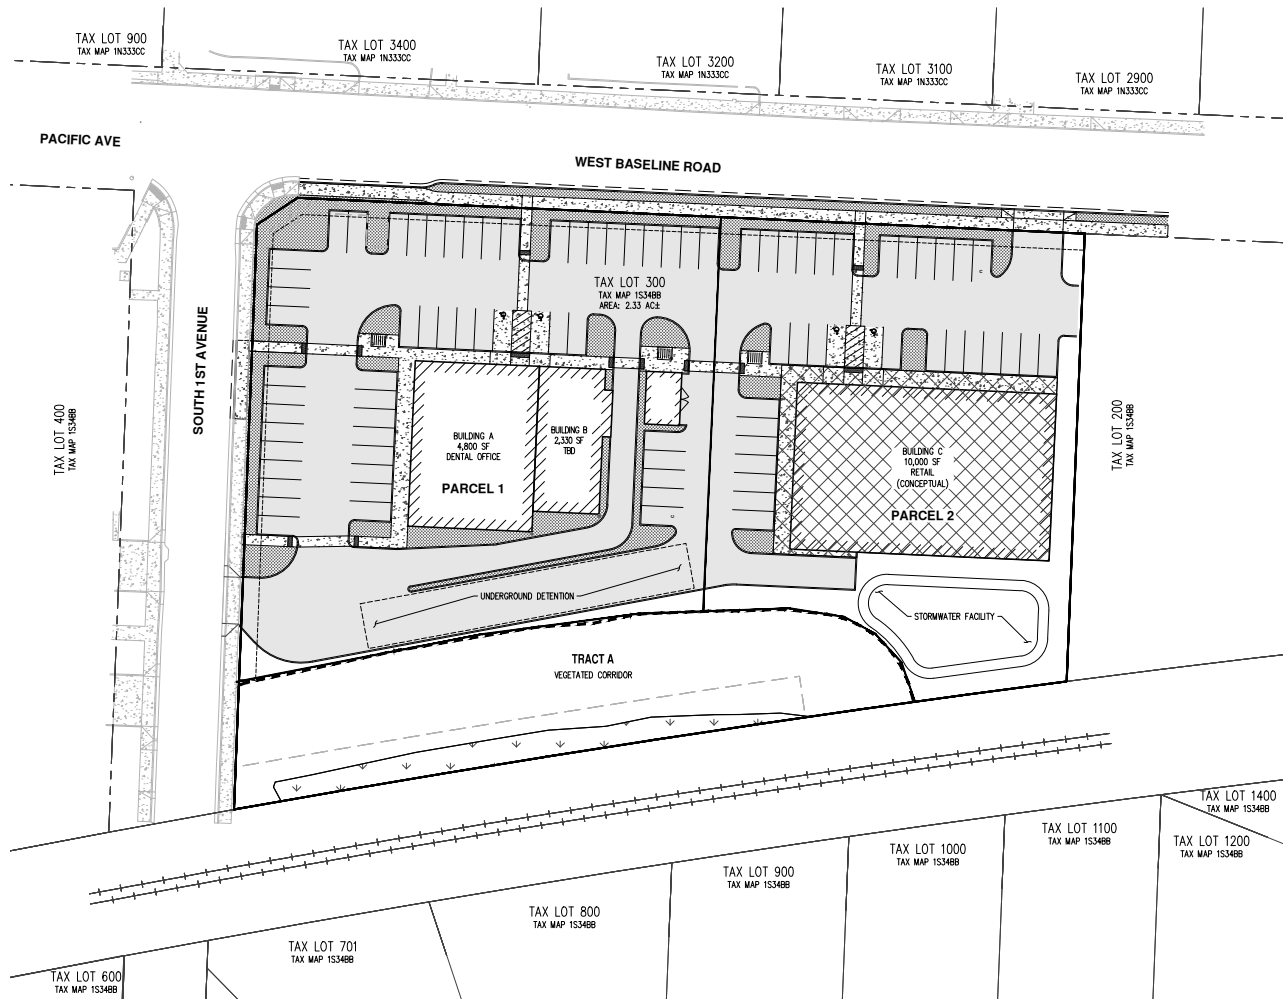 TAX LOT 900
TAX MAP 1N333CC
TAX LOT 3400
TAX MAP 1N333CC
TAX LOT 3200
TAX MAP 1N333CC
TAX LOT 3100
TAX MAP 1N333CC
TAX LOT 2900
TAX MAP 1N333CC
PACIFIC AVE
WEST BASELINE ROAD
SOUTH 1ST AVENUE
TAX LOT 300
TAX MAP 1S34BB
AREA: 2.33 AC±
TAX LOT 400
TAX MAP 1S34BB
BUILDING A
4,800 SF
DENTAL OFFICE
PARCEL 1
BUILDING B
2,330 SF
TBD
BUILDING C
10,000 SF
RETAIL
(CONCEPTUAL)
PARCEL 2
TAX LOT 200
TAX MAP 1S34BB
UNDERGROUND DETENTION
STORMWATER FACILITY
TRACT A
VEGETATED CORRIDOR
TAX LOT 1400
TAX MAP 1S34BB
TAX LOT 1200
TAX MAP 1S34BB
TAX LOT 1100
TAX MAP 1S34BB
TAX LOT 1000
TAX MAP 1S34BB
TAX LOT 900
TAX MAP 1S34BB
TAX LOT 800
TAX MAP 1S34BB
TAX LOT 701
TAX MAP 1S34BB
TAX LOT 600
TAX MAP 1S34BB